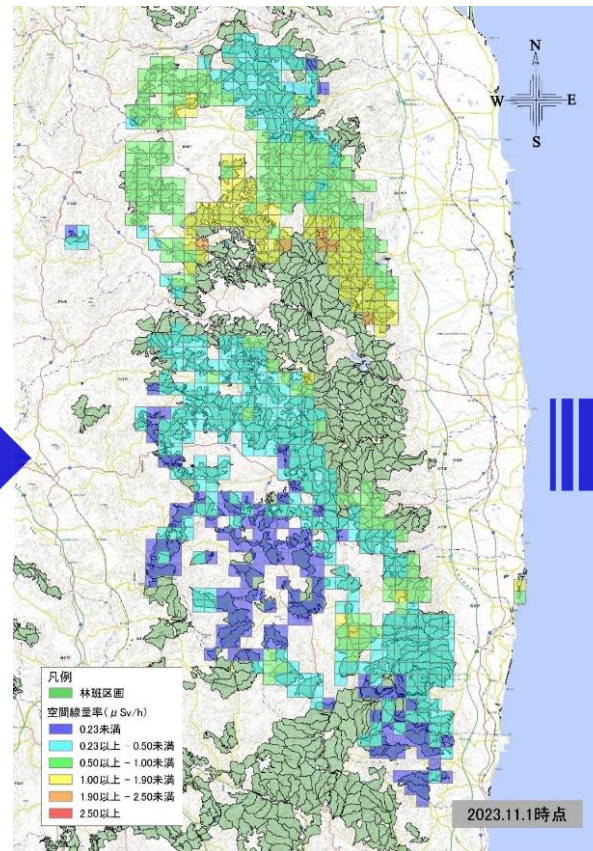 N
W E
S
凡例
林班区画
空間線量率(μSv/h)
0.23未満
0.23以上 - 0.50未満
0.50以上 - 1.00未満
1.00以上 - 1.90未満
1.90以上 - 2.50未満
2.50以上
2023.11.1時点